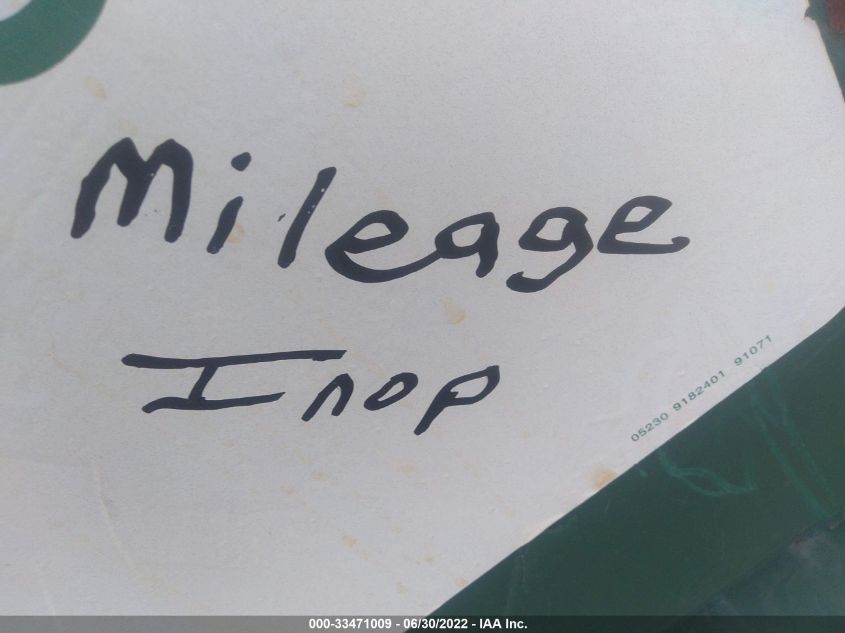 Mileage
Inop
05230 9182401 91071
000-33471009 - 06/30/2022 - IAA Inc.